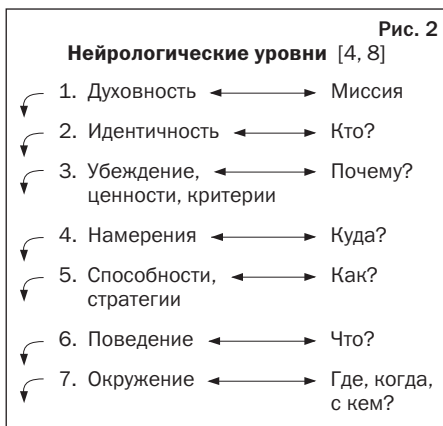 Рис. 2
Нейрологические уровни [4, 8]
1. Духовность Миссия
2. Идентичность Кто?
3. Убеждение, Почему?
ценности, критерии
4. Намерения Куда?
5. Способности, Как?
стратегии
6. Поведение Что?
7. Окружение Где, когда,
с кем?